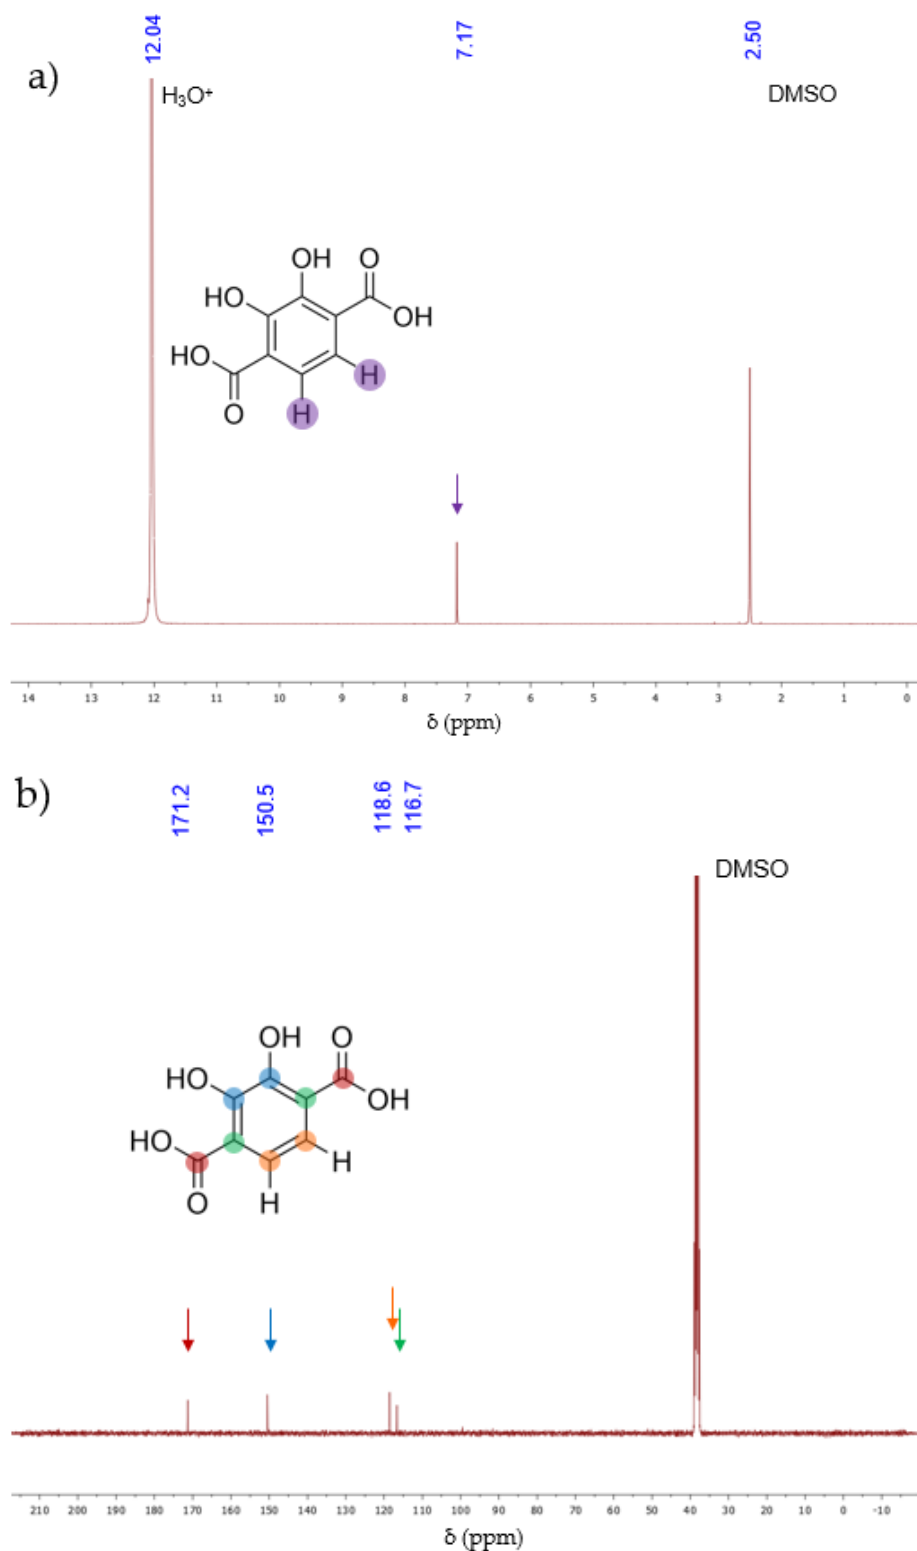 12.04
7.17
2.50
a)
H₃O⁺
DMSO
OH
O
HO
OH
HO
H
O
H
14 13 12 11 10 9 8 7 6 5 4 3 2 1 0
δ (ppm)
b)
171.2
150.5
118.6
116.7
DMSO
OH
O
HO
OH
HO
H
O
H
210 200 190 180 170 160 150 140 130 120 110 100 90 80 70 60 50 40 30 20 10 0 -10
δ (ppm)